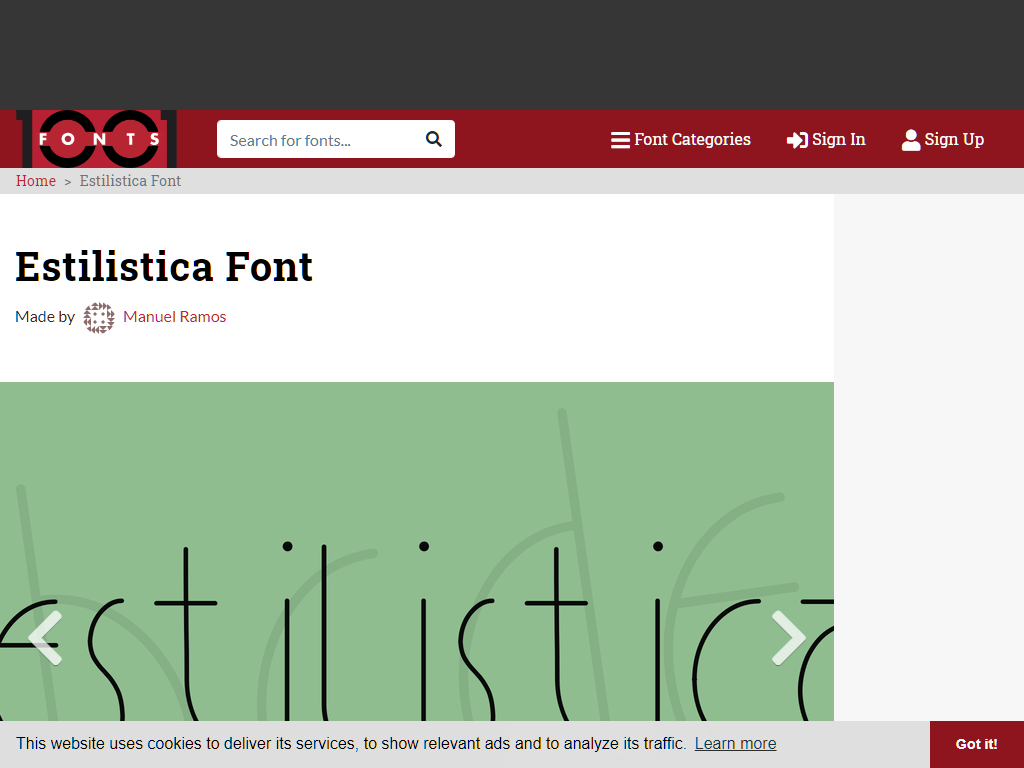 1001 FONTS
Search for fonts...
Font Categories
Sign In
Sign Up
Home > Estilistica Font
Estilistica Font
Made by Manuel Ramos
estilistica
This website uses cookies to deliver its services, to show relevant ads and to analyze its traffic. Learn more
Got it!